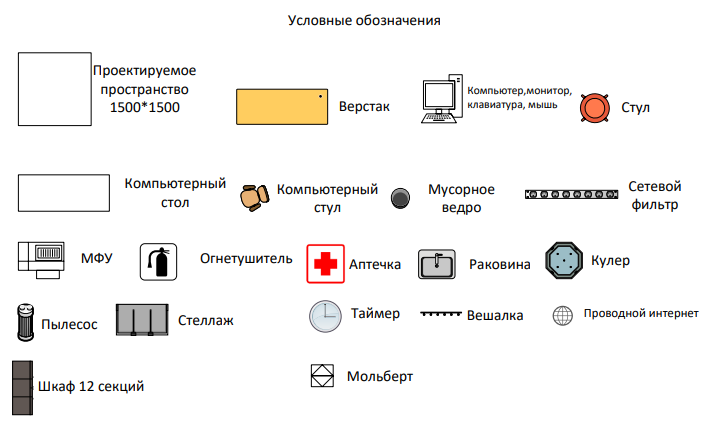 Условные обозначения
Проектируемое
пространство
1500*1500
Верстак
Компьютер,монитор,
клавиатура, мышь
Стул
Компьютерный
стол
Компьютерный
стул
Мусорное
ведро
Сетевой
фильтр
МФУ
Огнетушитель
Аптечка
Раковина
Кулер
Пылесос
Стеллаж
Таймер
Вешалка
Проводной интернет
Шкаф 12 секций
Мольберт